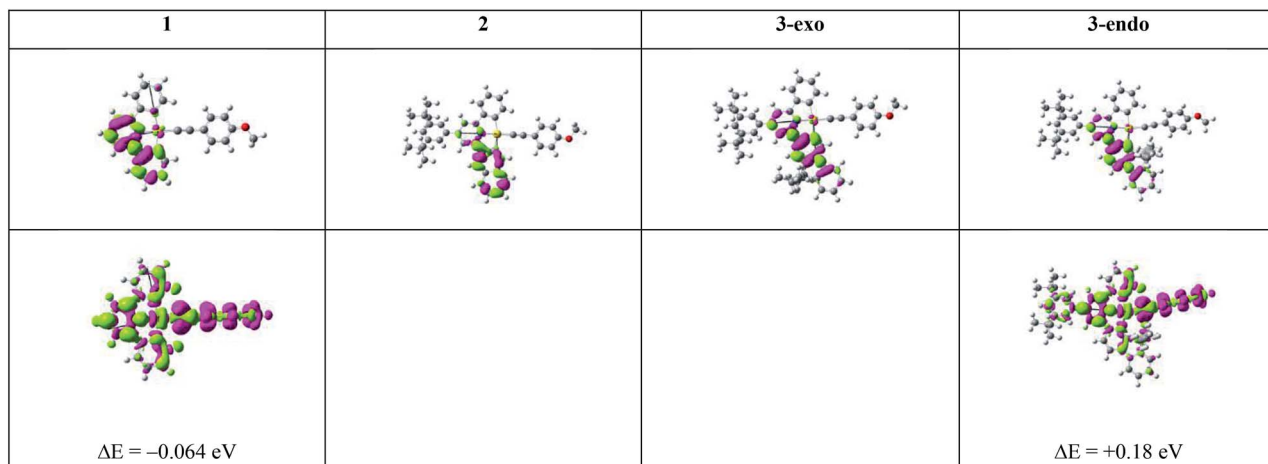 1 2 3-exo 3-endo
ΔE = –0.064 eV ΔE = +0.18 eV